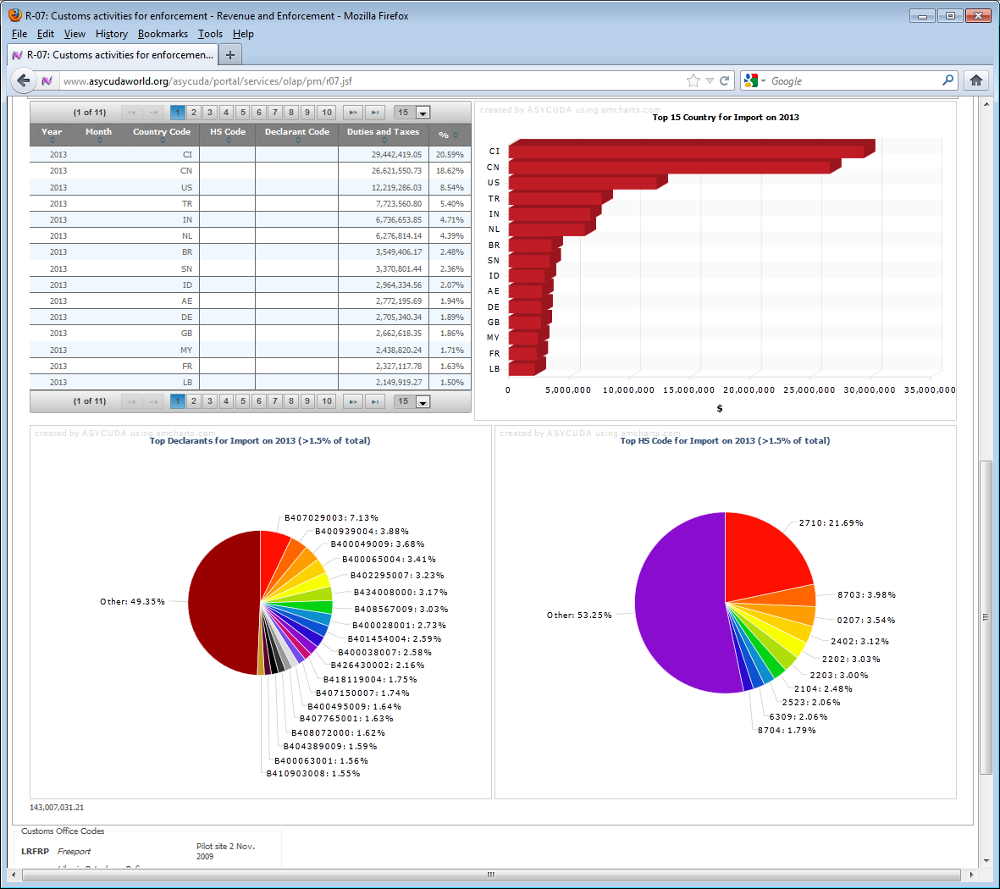 R-07: Customs activities for enforcement - Revenue and Enforcement - Mozilla Firefox
File Edit View History Bookmarks Tools Help
R-07: Customs activities for enforcemen...
www.asycudaworld.org/asycuda/portal/services/olap/pm/r07.jsf
Google
(1 of 11) 1 2 3 4 5 6 7 8 9 10 15
Year Month Country Code HS Code Declarant Code Duties and Taxes %
2013 CI 29,442,419.05 20.59%
2013 CN 26,621,550.73 18.62%
2013 US 12,219,286.03 8.54%
2013 TR 7,723,560.80 5.40%
2013 IN 6,736,653.85 4.71%
2013 NL 6,276,814.14 4.39%
2013 BR 3,549,406.17 2.48%
2013 SN 3,370,801.44 2.36%
2013 ID 2,964,334.56 2.07%
2013 AE 2,772,195.69 1.94%
2013 DE 2,705,340.34 1.89%
2013 GB 2,662,618.35 1.86%
2013 MY 2,438,820.24 1.71%
2013 FR 2,327,117.78 1.63%
2013 LB 2,149,919.27 1.50%
(1 of 11) 1 2 3 4 5 6 7 8 9 10 15
created by ASYCUDA using amcharts.com
Top 15 Country for Import on 2013
CI
CN
US
TR
IN
NL
BR
SN
ID
AE
DE
GB
MY
FR
LB
0 5,000,000 10,000,000 15,000,000 20,000,000 25,000,000 30,000,000 35,000,000
$
created by ASYCUDA using amcharts.com
Top Declarants for Import on 2013 (>1.5% of total)
B407029003: 7.13%
B400939004: 3.88%
B400049009: 3.68%
B400065004: 3.41%
B402295007: 3.23%
B434008000: 3.17%
B408567009: 3.03%
B400028001: 2.73%
B401454004: 2.59%
B400038007: 2.58%
B426430002: 2.16%
B418119004: 1.75%
B407150007: 1.74%
B400495009: 1.64%
B407765001: 1.63%
B408072000: 1.62%
B404389009: 1.59%
B400063001: 1.56%
B410903008: 1.55%
Other: 49.35%
created by ASYCUDA using amcharts.com
Top HS Code for Import on 2013 (>1.5% of total)
2710: 21.69%
8703: 3.98%
0207: 3.54%
2402: 3.12%
2202: 3.03%
2203: 3.00%
2104: 2.48%
2523: 2.06%
6309: 2.06%
8704: 1.79%
Other: 53.25%
143,007,031.21
Customs Office Codes
LRFRP Freeport Pilot site 2 Nov.
2009